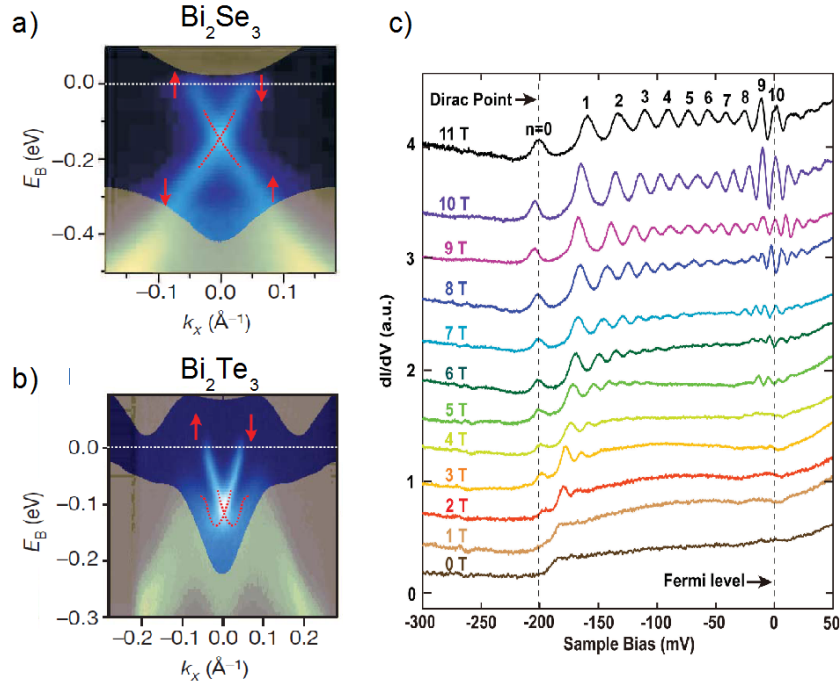 a)
Bi2Se3
0.0
−0.2
−0.4
EB (eV)
−0.1
0.0
0.1
kx (Å−1)
b)
Bi2Te3
0.0
−0.1
−0.2
−0.3
EB (eV)
−0.2
−0.1
0.0
0.1
0.2
kx (Å−1)
c)
Dirac Point
n=0
1
2
3
4
5
6
7
8
9
10
11 T
10 T
9 T
8 T
7 T
6 T
5 T
4 T
3 T
2 T
1 T
0 T
Fermi level
4
3
2
1
0
dI/dV (a.u.)
-300
-250
-200
-150
-100
-50
0
50
Sample Bias (mV)